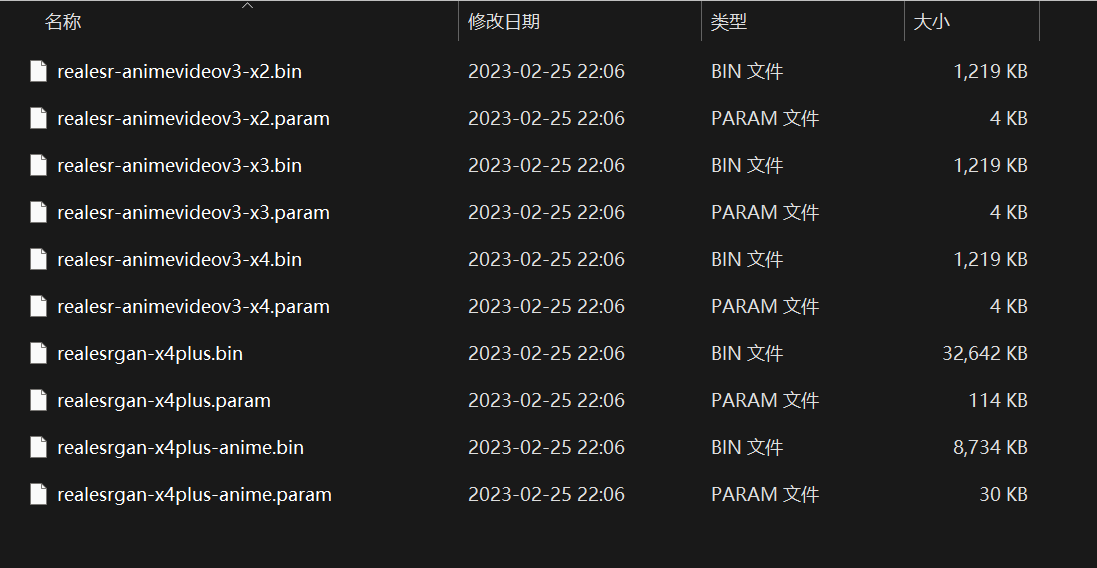 名称 修改日期 类型 大小
realesr-animevideov3-x2.bin 2023-02-25 22:06 BIN 文件 1,219 KB
realesr-animevideov3-x2.param 2023-02-25 22:06 PARAM 文件 4 KB
realesr-animevideov3-x3.bin 2023-02-25 22:06 BIN 文件 1,219 KB
realesr-animevideov3-x3.param 2023-02-25 22:06 PARAM 文件 4 KB
realesr-animevideov3-x4.bin 2023-02-25 22:06 BIN 文件 1,219 KB
realesr-animevideov3-x4.param 2023-02-25 22:06 PARAM 文件 4 KB
realesrgan-x4plus.bin 2023-02-25 22:06 BIN 文件 32,642 KB
realesrgan-x4plus.param 2023-02-25 22:06 PARAM 文件 114 KB
realesrgan-x4plus-anime.bin 2023-02-25 22:06 BIN 文件 8,734 KB
realesrgan-x4plus-anime.param 2023-02-25 22:06 PARAM 文件 30 KB